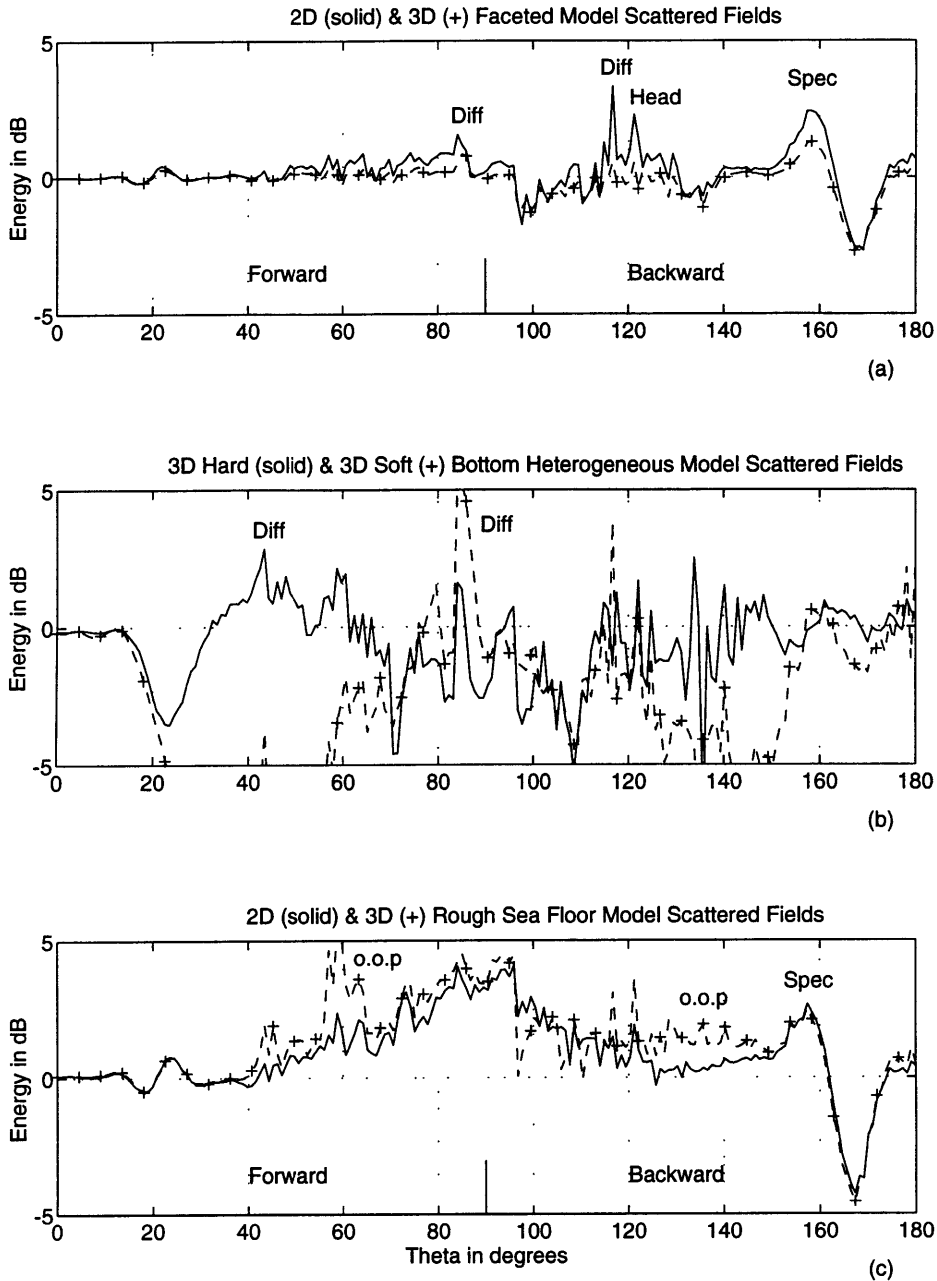 2D (solid) & 3D (+) Faceted Model Scattered Fields
5
0
-5
Energy in dB
Diff
Diff
Head
Spec
Forward
Backward
0 20 40 60 80 100 120 140 160 180
(a)
3D Hard (solid) & 3D Soft (+) Bottom Heterogeneous Model Scattered Fields
5
0
-5
Energy in dB
Diff
Diff
0 20 40 60 80 100 120 140 160 180
(b)
2D (solid) & 3D (+) Rough Sea Floor Model Scattered Fields
5
0
-5
Energy in dB
o.o.p
o.o.p
Spec
Forward
Backward
0 20 40 60 80 100 120 140 160 180
Theta in degrees
(c)